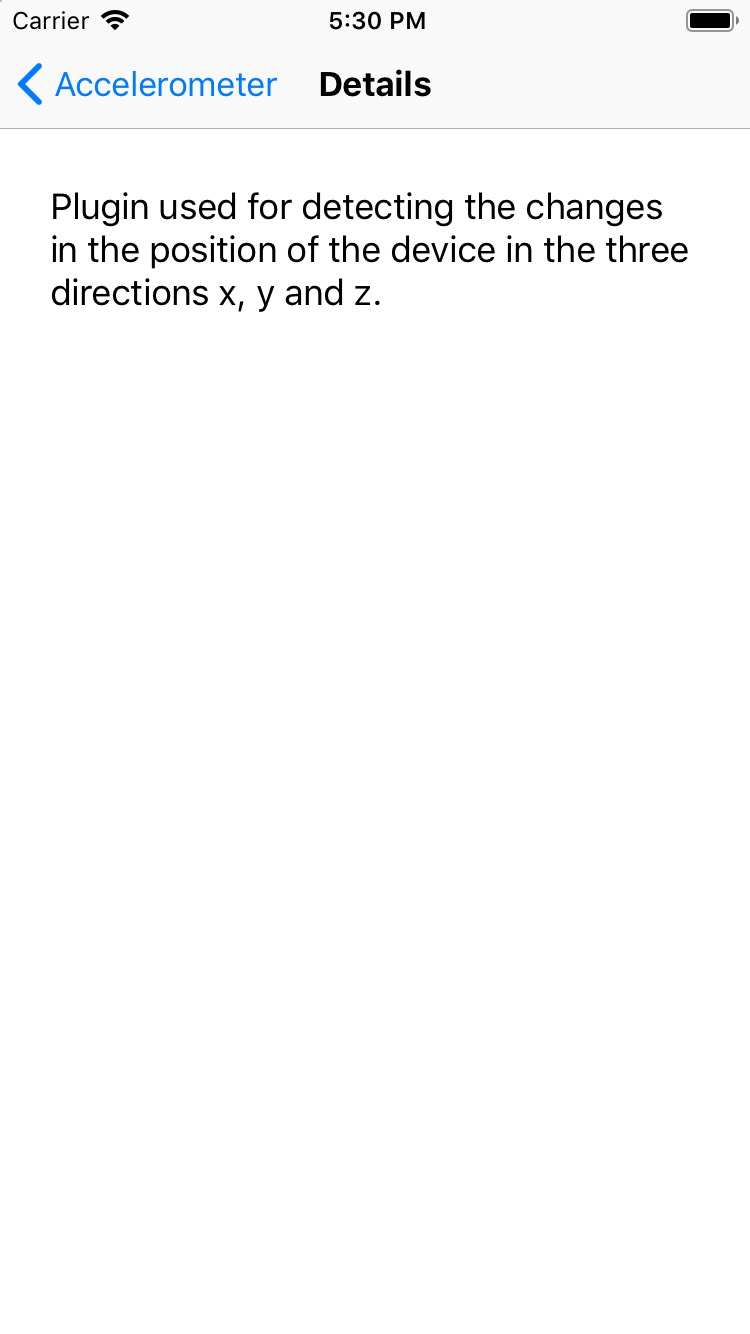 Carrier 5:30 PM
Accelerometer Details
Plugin used for detecting the changes
in the position of the device in the three
directions x, y and z.